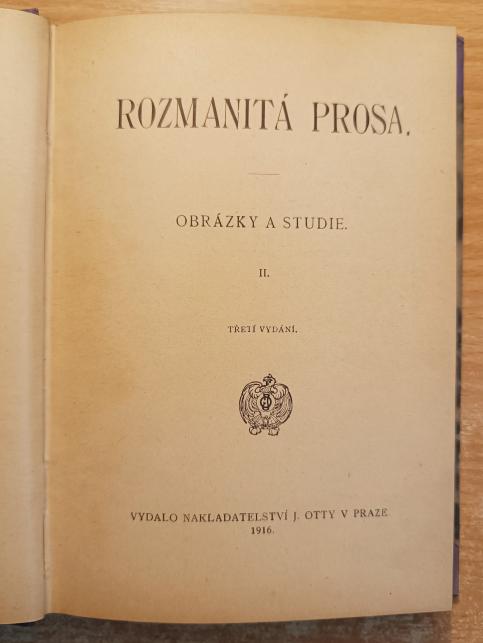 ROZMANITÁ PROSA.
OBRÁZKY A STUDIE.
II.
TŘETÍ VYDÁNÍ.
VYDALO NAKLADATELSTVÍ J. OTTY V PRAZE
1916.